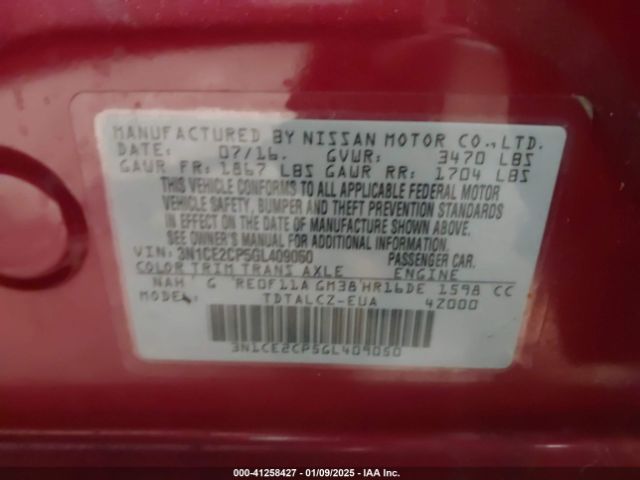 MANUFACTURED BY NISSAN MOTOR CO.,LTD.
DATE: 07/16. GVWR: 3470 LBS
GAWR FR: 1867 LBS GAWR RR: 1704 LBS
THIS VEHICLE CONFORMS TO ALL APPLICABLE FEDERAL MOTOR
VEHICLE SAFETY, BUMPER AND THEFT PREVENTION STANDARDS
IN EFFECT ON THE DATE OF MANUFACTURE SHOWN ABOVE.
SEE OWNER'S MANUAL FOR ADDITIONAL INFORMATION.
VIN: 3N1CE2CP5GL409050 PASSENGER CAR.
COLOR TRIM TRANS AXLE ENGINE
NAH G RE0F11A GM38 HR16DE 1598 CC
MODEL: TDTALCZ-EUA 42000
3N1CE2CP5GL409050
000-41258427 - 01/09/2025 - IAA Inc.